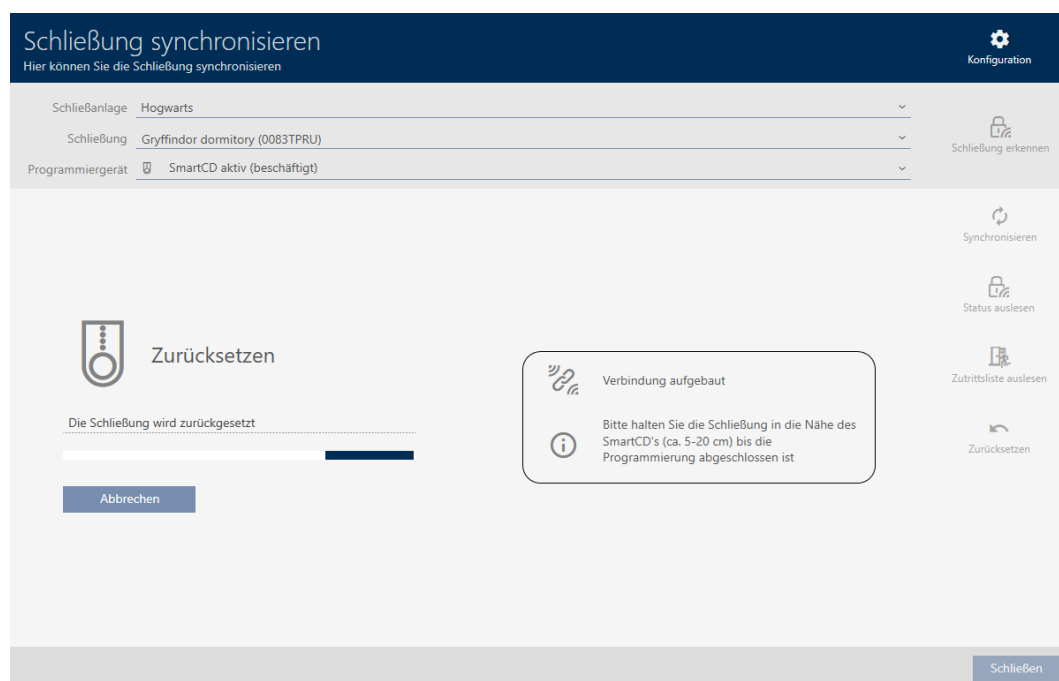 Schließung synchronisieren
Hier können Sie die Schließung synchronisieren
Konfiguration
Schließanlage Hogwarts
Schließung Gryffindor dormitory (0083TPRU)
Programmiergerät SmartCD aktiv (beschäftigt)
Schließung erkennen
Synchronisieren
Status auslesen
Zutrittsliste auslesen
Zurücksetzen
Zurücksetzen
Die Schließung wird zurückgesetzt
Abbrechen
Verbindung aufgebaut
Bitte halten Sie die Schließung in die Nähe des
SmartCD's (ca. 5-20 cm) bis die
Programmierung abgeschlossen ist
Schließen